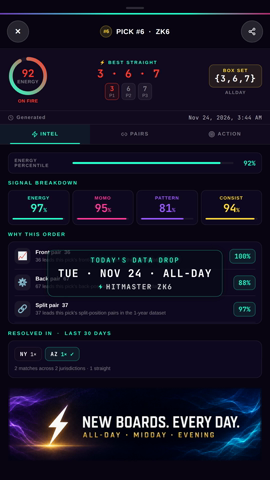 #6 PICK #6 · ZK6
92
ENERGY
ON FIRE
⚡ BEST STRAIGHT
3 · 6 · 7
3 6 7
P1 P2 P3
BOX SET
{3,6,7}
ALLDAY
Generated
Nov 24, 2026, 3:44 AM
INTEL
PAIRS
ACTION
ENERGY PERCENTILE
92%
SIGNAL BREAKDOWN
ENERGY
97%
MOMO
95%
PATTERN
81%
CONSIST
94%
WHY THIS ORDER
Front pair 36
100%
TODAY'S DATA DROP
TUE · NOV 24 · ALL-DAY
⚡ HITMASTER ZK6
88%
Split pair 37
37 leads this pick's split-position pairs in the 1-year dataset
97%
RESOLVED IN · LAST 30 DAYS
NY 1×
AZ 1× ✓
2 matches across 2 jurisdictions · 1 straight
NEW BOARDS. EVERY DAY.
ALL-DAY · MIDDAY · EVENING